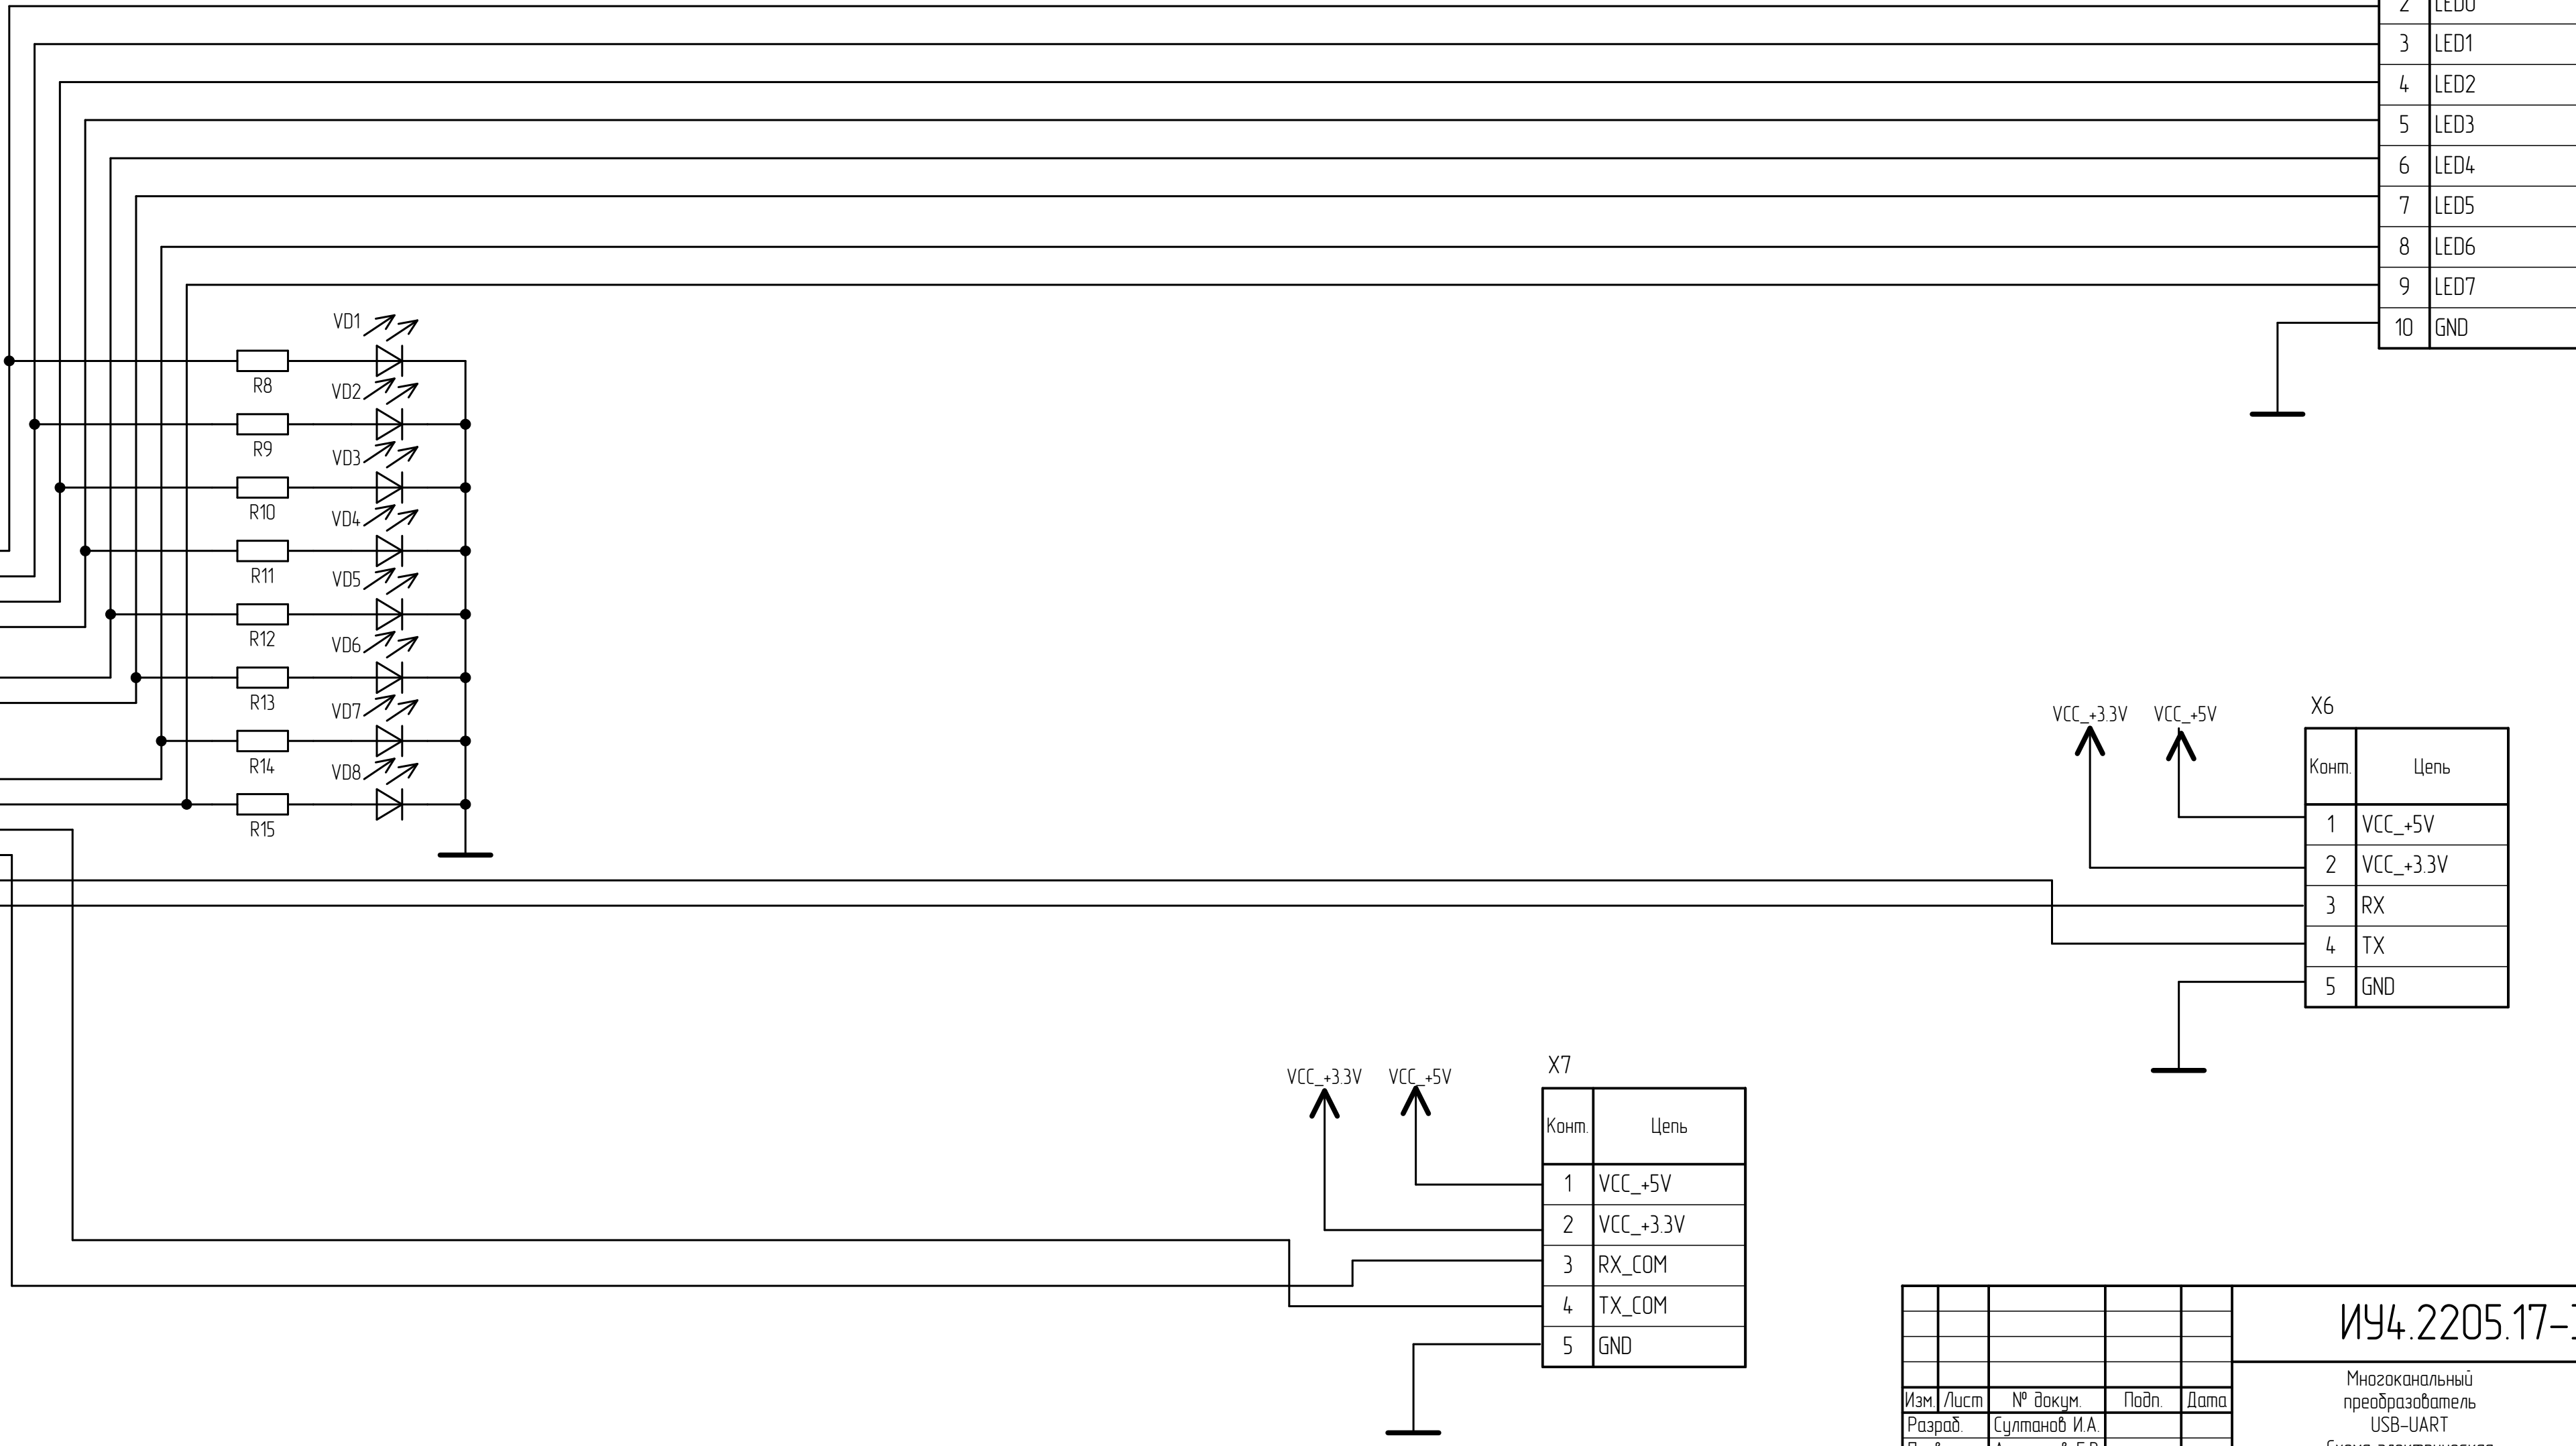 2 LED0
3 LED1
4 LED2
5 LED3
6 LED4
7 LED5
8 LED6
9 LED7
10 GND
VD1
R8
VD2
R9
VD3
R10
VD4
R11
VD5
R12
VD6
R13
VD7
R14
VD8
R15
X6
VCC_+3.3V VCC_+5V
Конт. Цепь
1 VCC_+5V
2 VCC_+3.3V
3 RX
4 TX
5 GND
X7
VCC_+3.3V VCC_+5V
Конт. Цепь
1 VCC_+5V
2 VCC_+3.3V
3 RX_COM
4 TX_COM
5 GND
ИУ4.2205.17-
Многоканальный
преобразователь
USB-UART
Изм. Лист № докум. Подп. Дата
Разраб. Султанов И.А.